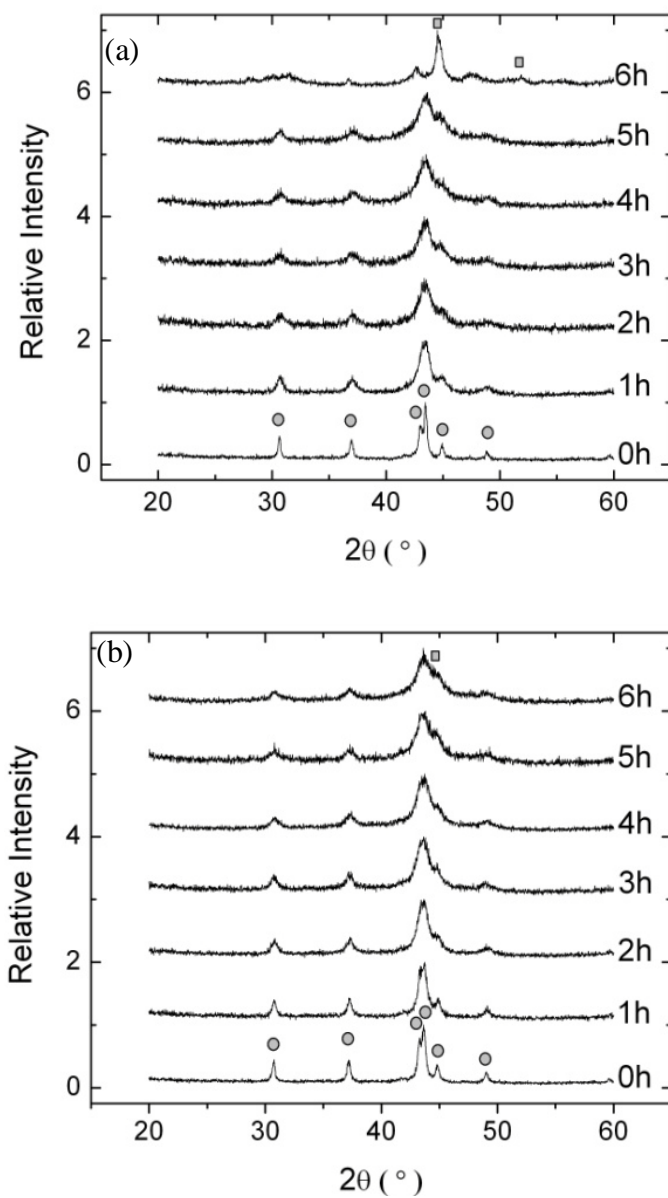 (a)
6h
5h
4h
3h
2h
1h
0h
6
4
2
0
Relative Intensity
20
30
40
50
60
2θ ( ° )
(b)
6h
5h
4h
3h
2h
1h
0h
6
4
2
0
Relative Intensity
20
30
40
50
60
2θ ( ° )